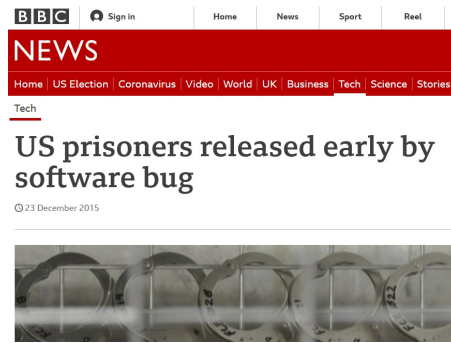 BBC Sign in Home News Sport Reel
NEWS
Home US Election Coronavirus Video World UK Business Tech Science Stories
Tech
US prisoners released early by
software bug
23 December 2015